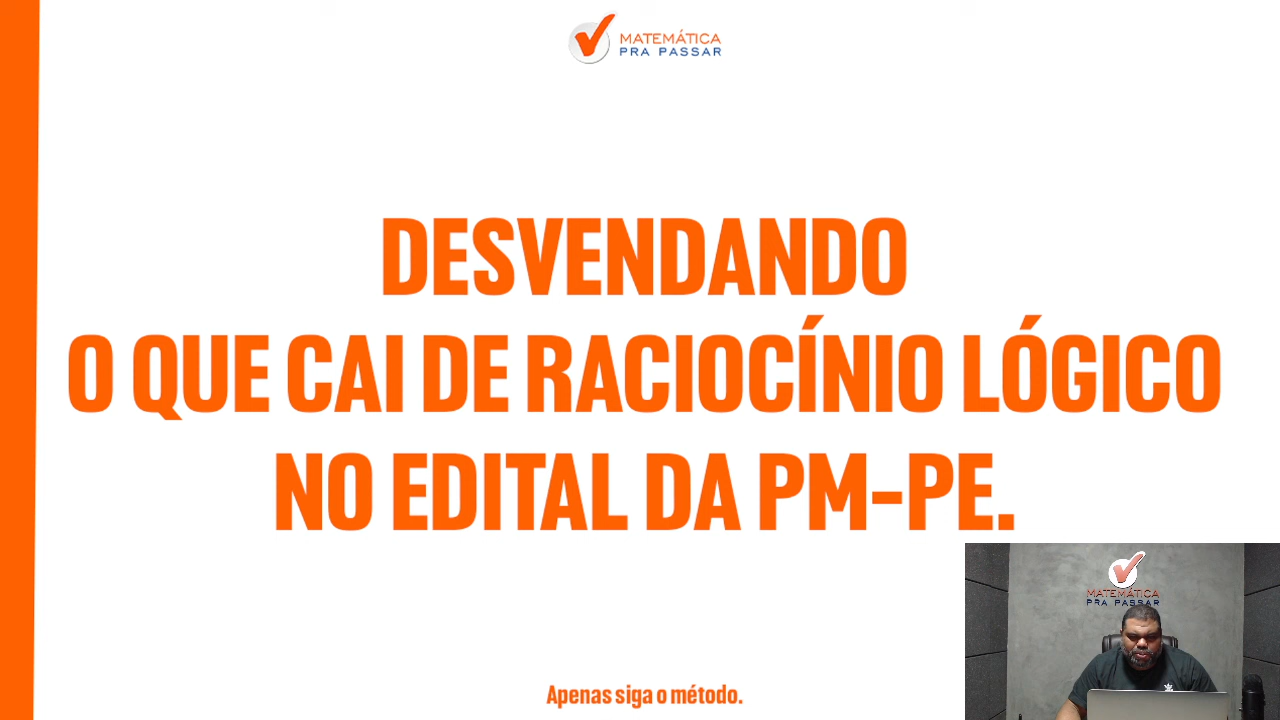 MATEMÁTICA
PRA PASSAR
DESVENDANDO
O QUE CAI DE RACIOCÍNIO LÓGICO
NO EDITAL DA PM-PE.
MATEMÁTICA
PRA PASSAR
Apenas siga o método.